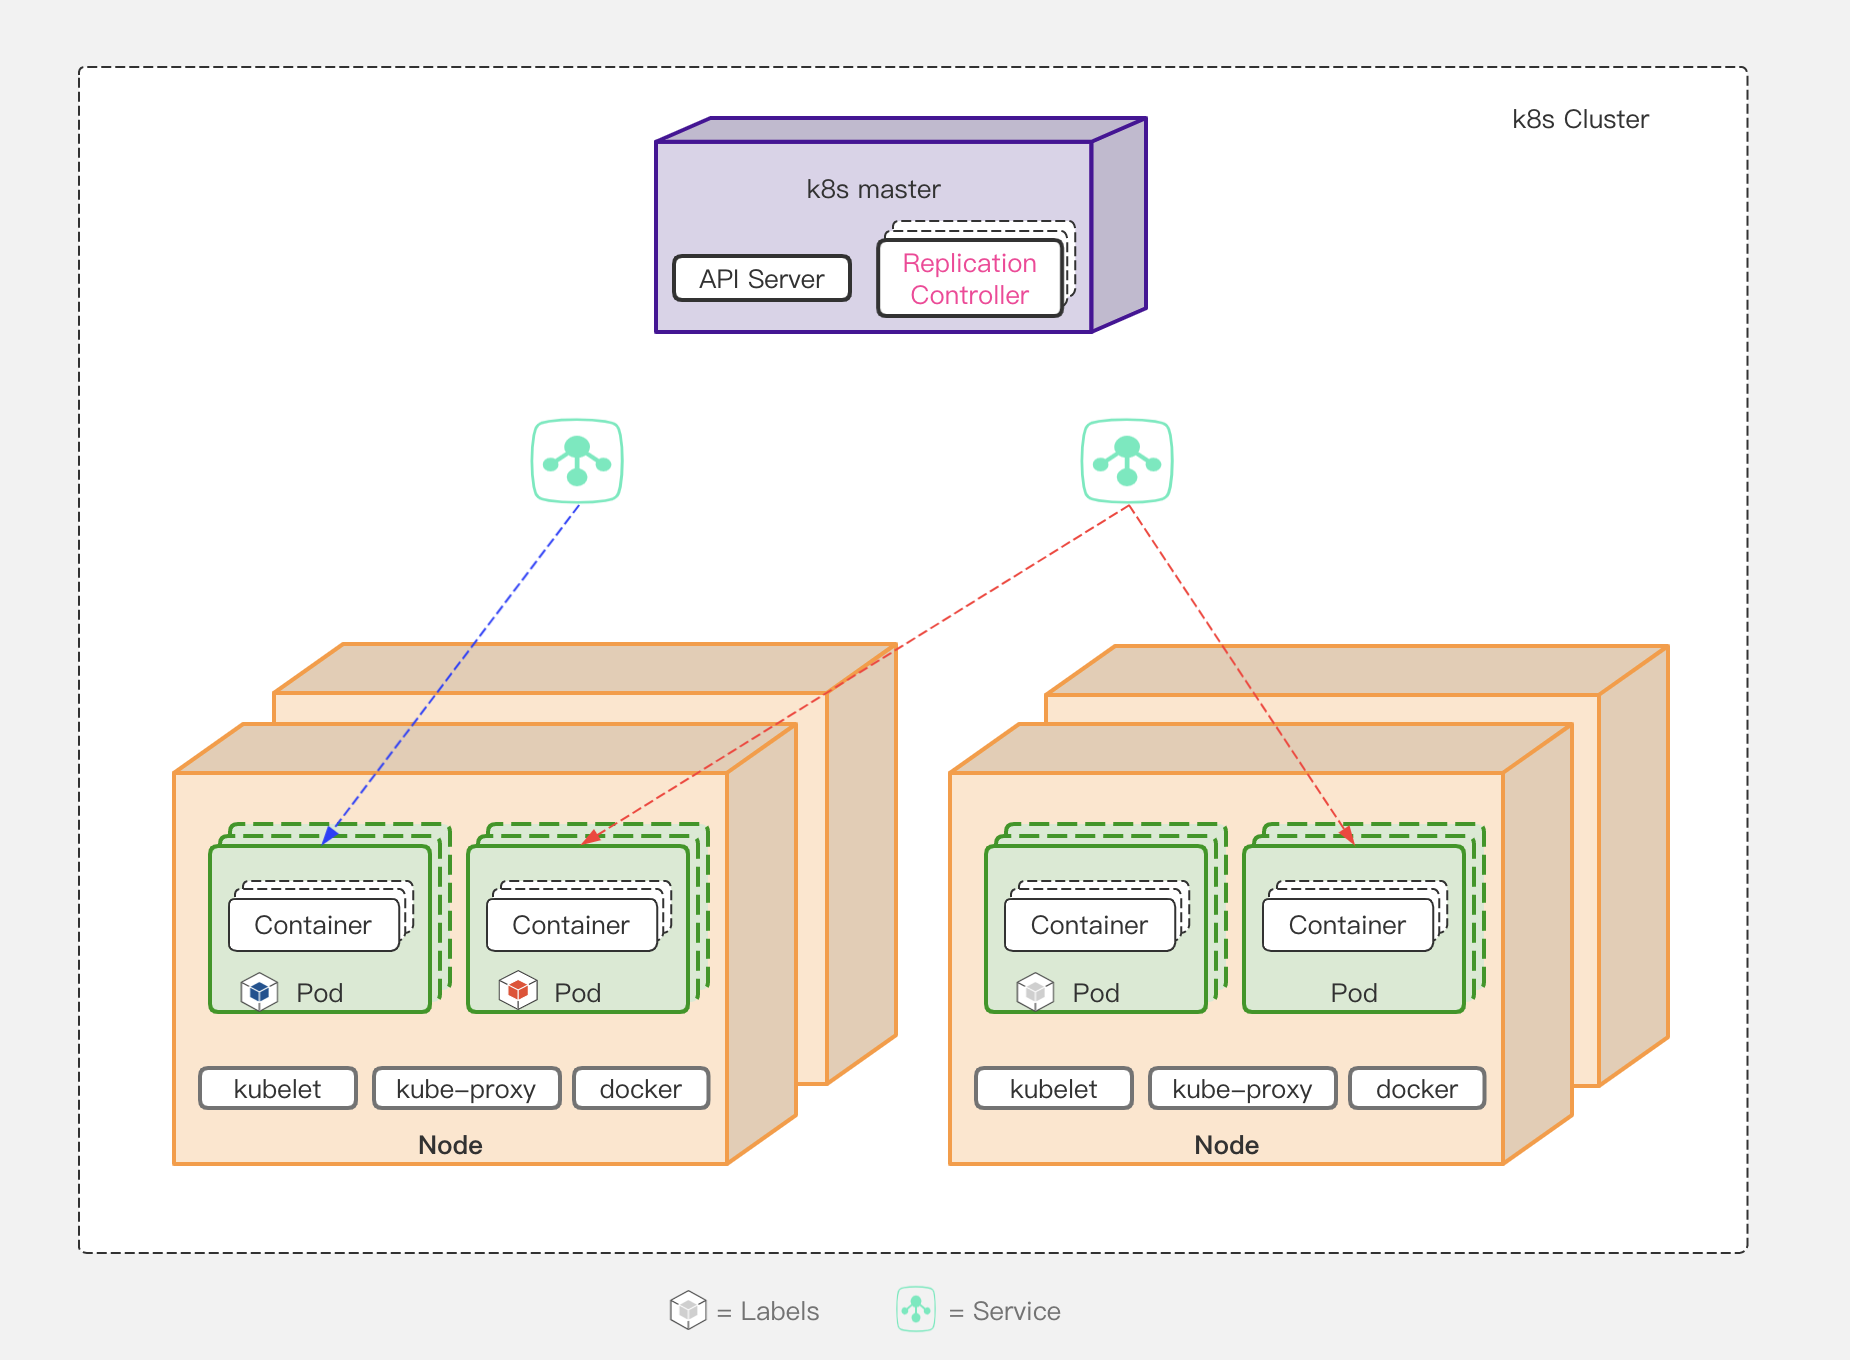 k8s Cluster
k8s master
API Server
Replication
Controller
Container
Pod
Container
Pod
kubelet
kube-proxy
docker
Node
Container
Pod
Container
Pod
kubelet
kube-proxy
docker
Node
= Labels
= Service